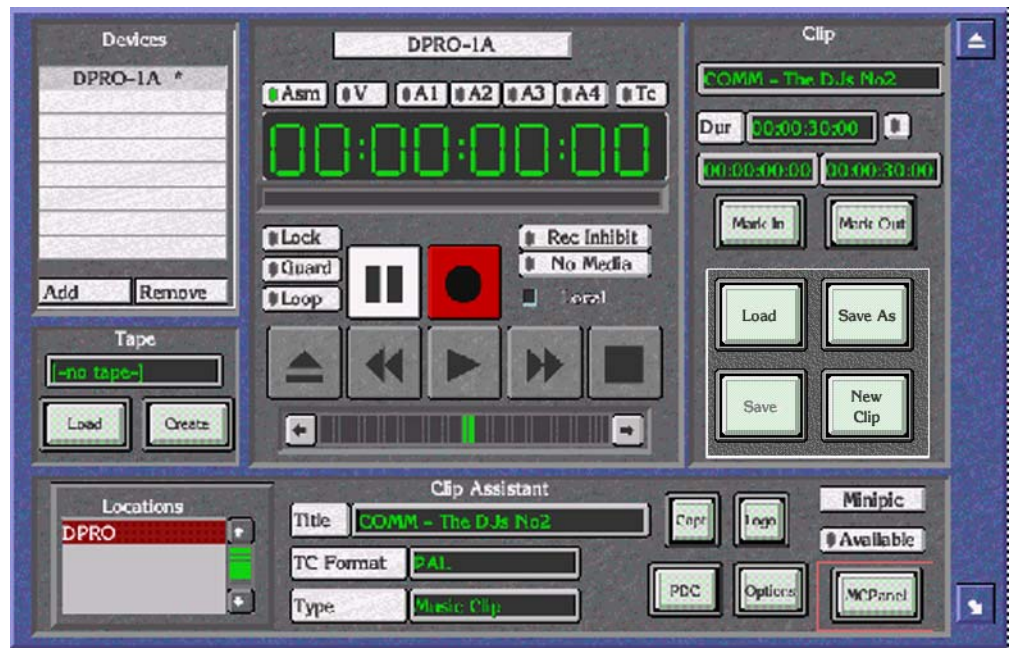 Devices
DPRO-1A *
Add
Remove
Tape
[-no tape-]
Load
Create
DPRO-1A
Asm
V
A1
A2
A3
A4
Tc
00:00:00:00
Lock
Guard
Loop
Rec Inhibit
No Media
Local
Clip
COMM - The DJs No2
Dur
00:00:30:00
00:00:00:00
00:00:30:00
Mark In
Mark Out
Load
Save As
Save
New
Clip
Locations
DPRO
Clip Assistant
Title
COMM - The DJs No2
TC Format
PAL
Type
Music Clip
Capt
Logo
PDC
Options
Minipic
Available
MCPanel